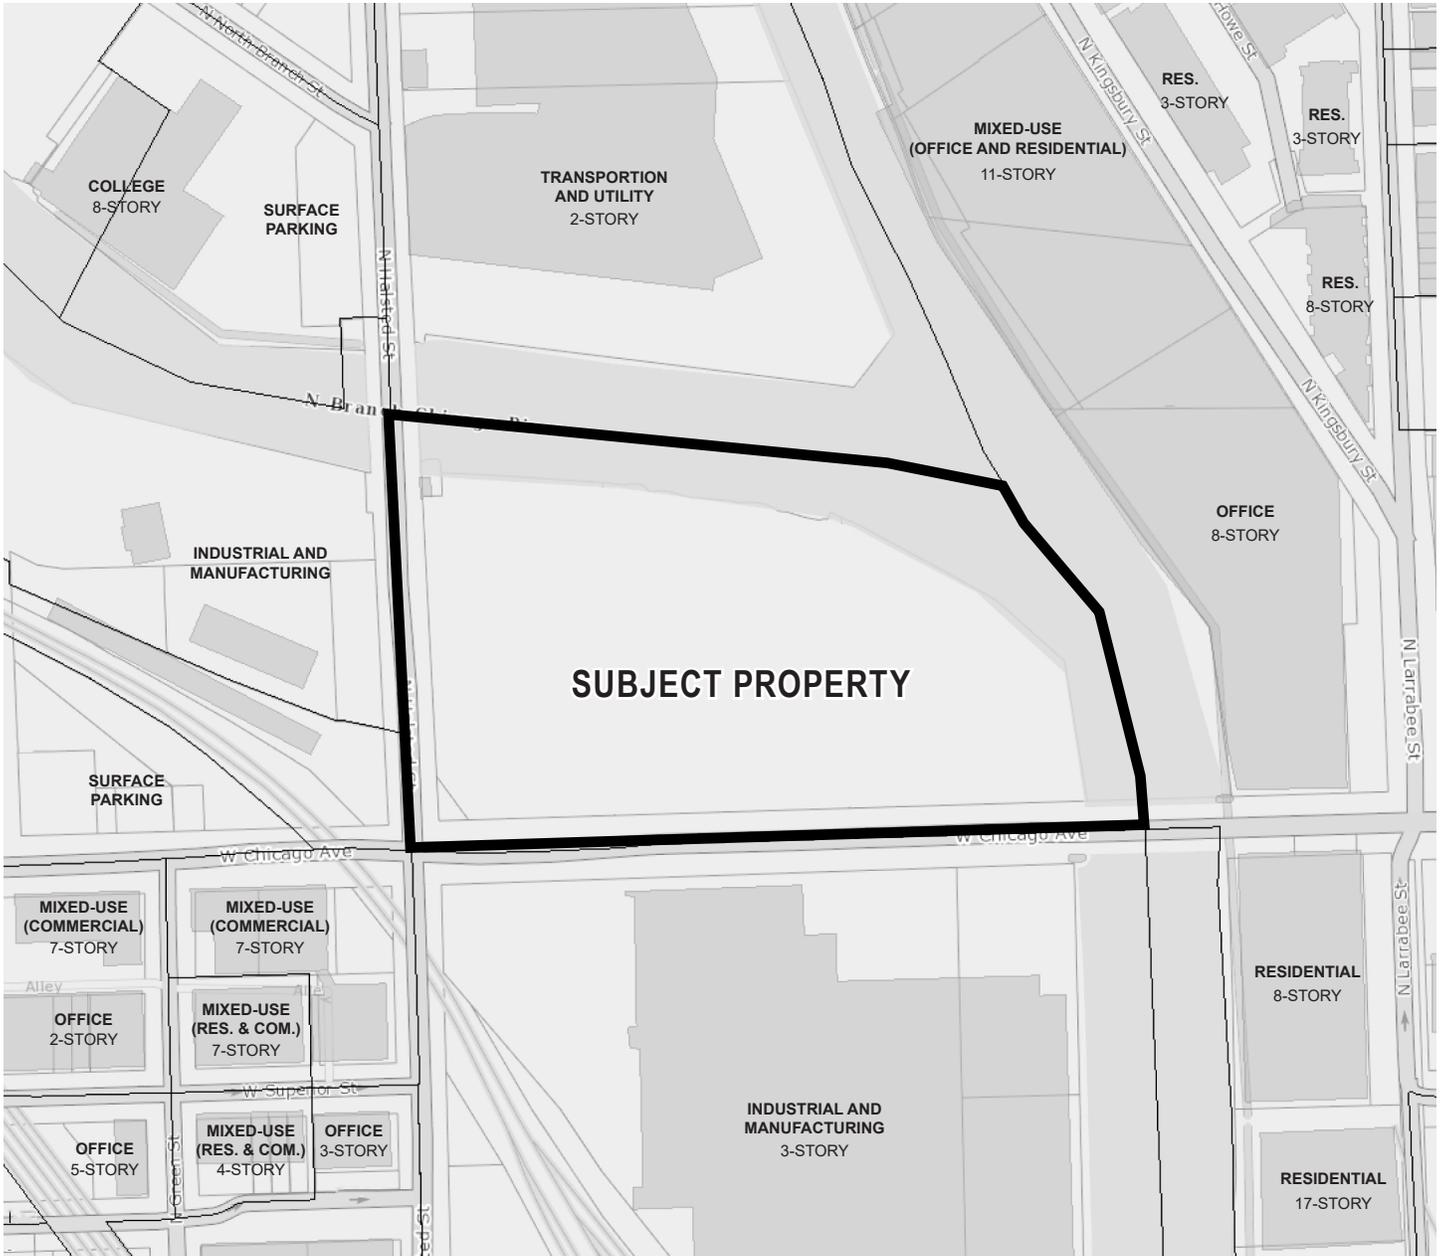 N North Branch St
Howe St
N Kingsbury St
RES.
3-STORY
RES.
3-STORY
MIXED-USE
(OFFICE AND RESIDENTIAL)
11-STORY
TRANSPORTION
AND UTILITY
2-STORY
COLLEGE
8-STORY
SURFACE
PARKING
N Halsted St
RES.
8-STORY
N Branch
N Kingsbury St
OFFICE
8-STORY
INDUSTRIAL AND
MANUFACTURING
SUBJECT PROPERTY
N Larrabee St
SURFACE
PARKING
W Chicago Ave
W Chicago Ave
MIXED-USE
(COMMERCIAL)
7-STORY
MIXED-USE
(COMMERCIAL)
7-STORY
N Larrabee St
RESIDENTIAL
8-STORY
Alley
OFFICE
2-STORY
MIXED-USE
(RES. & COM.)
7-STORY
W Superior St
INDUSTRIAL AND
MANUFACTURING
3-STORY
OFFICE
5-STORY
N Green St
MIXED-USE
(RES. & COM.)
4-STORY
OFFICE
3-STORY
RESIDENTIAL
17-STORY